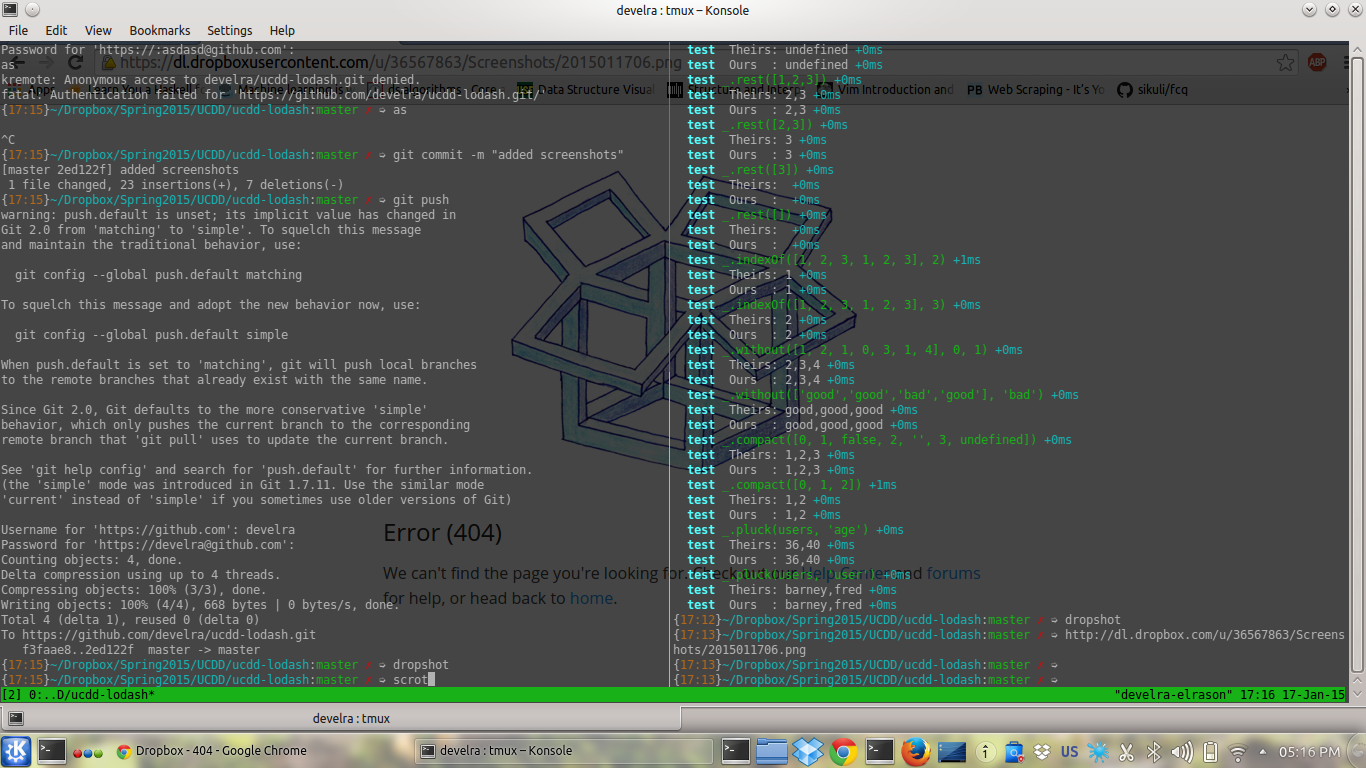 develra : tmux – Konsole
File Edit View Bookmarks Settings Help
Password for 'https://:asdasd@github.com':
as
kremote: Anonymous access to develra/ucdd-lodash.git denied.
fatal: Authentication failed for 'https://github.com/develra/ucdd-lodash.git/'
{17:15}~/Dropbox/Spring2015/UCDD/ucdd-lodash:master ✗ ➭ as
^C
{17:15}~/Dropbox/Spring2015/UCDD/ucdd-lodash:master ✗ ➭ git commit -m "added screenshots"
[master 2ed122f] added screenshots
1 file changed, 23 insertions(+), 7 deletions(-)
{17:15}~/Dropbox/Spring2015/UCDD/ucdd-lodash:master ✗ ➭ git push
warning: push.default is unset; its implicit value has changed in
Git 2.0 from 'matching' to 'simple'. To squelch this message
and maintain the traditional behavior, use:
git config --global push.default matching
To squelch this message and adopt the new behavior now, use:
git config --global push.default simple
When push.default is set to 'matching', git will push local branches
to the remote branches that already exist with the same name.
Since Git 2.0, Git defaults to the more conservative 'simple'
behavior, which only pushes the current branch to the corresponding
remote branch that 'git pull' uses to update the current branch.
See 'git help config' and search for 'push.default' for further information.
(the 'simple' mode was introduced in Git 1.7.11. Use the similar mode
'current' instead of 'simple' if you sometimes use older versions of Git)
Username for 'https://github.com': develra
Password for 'https://develra@github.com':
Counting objects: 4, done.
Delta compression using up to 4 threads.
Compressing objects: 100% (3/3), done.
Writing objects: 100% (4/4), 668 bytes | 0 bytes/s, done.
Total 4 (delta 1), reused 0 (delta 0)
To https://github.com/develra/ucdd-lodash.git
f3faae8..2ed122f master -> master
{17:15}~/Dropbox/Spring2015/UCDD/ucdd-lodash:master ✗ ➭ dropshot
{17:15}~/Dropbox/Spring2015/UCDD/ucdd-lodash:master ✗ ➭ scrot
test Theirs: undefined +0ms
test Ours : undefined +0ms
test _.rest([1,2,3]) +0ms
test Theirs: 2,3 +0ms
test Ours : 2,3 +0ms
test _.rest([2,3]) +0ms
test Theirs: 3 +0ms
test Ours : 3 +0ms
test _.rest([3]) +0ms
test Theirs: +0ms
test Ours : +0ms
test _.rest([]) +0ms
test Theirs: +0ms
test Ours : +0ms
test _.indexOf([1, 2, 3, 1, 2, 3], 2) +1ms
test Theirs: 1 +0ms
test Ours : 1 +0ms
test _.indexOf([1, 2, 3, 1, 2, 3], 3) +0ms
test Theirs: 2 +0ms
test Ours : 2 +0ms
test _.without([1, 2, 1, 0, 3, 1, 4], 0, 1) +0ms
test Theirs: 2,3,4 +0ms
test Ours : 2,3,4 +0ms
test _.without(['good','good','bad','good'], 'bad') +0ms
test Theirs: good,good,good +0ms
test Ours : good,good,good +0ms
test _.compact([0, 1, false, 2, '', 3, undefined]) +0ms
test Theirs: 1,2,3 +0ms
test Ours : 1,2,3 +0ms
test _.compact([0, 1, 2]) +1ms
test Theirs: 1,2 +0ms
test Ours : 1,2 +0ms
test _.pluck(users, 'age') +0ms
test Theirs: 36,40 +0ms
test Ours : 36,40 +0ms
test _.pluck(users, 'user') +0ms
test Theirs: barney,fred +0ms
test Ours : barney,fred +0ms
{17:12}~/Dropbox/Spring2015/UCDD/ucdd-lodash:master ✗ ➭ dropshot
{17:13}~/Dropbox/Spring2015/UCDD/ucdd-lodash:master ✗ ➭ http://dl.dropbox.com/u/36567863/Screens
hots/2015011706.png
{17:13}~/Dropbox/Spring2015/UCDD/ucdd-lodash:master ✗ ➭
{17:13}~/Dropbox/Spring2015/UCDD/ucdd-lodash:master ✗ ➭
https://dl.dropboxusercontent.com/u/36567863/Screenshots/2015011706.png
ABP
Apps Learn You a Haskell Machine learning is algorithms - Core Data Structure Visual Structure and Inter Vim Introduction and PB Web Scraping - It's Yo sikuli/fcq
Error (404)
We can't find the page you're looking for. Check out our Help Center and forums
for help, or head back to home.
[2] 0:..D/ucdd-lodash* "develra-elrason" 17:16 17-Jan-15
develra : tmux
Dropbox - 404 - Google Chrome develra : tmux – Konsole US 05:16 PM